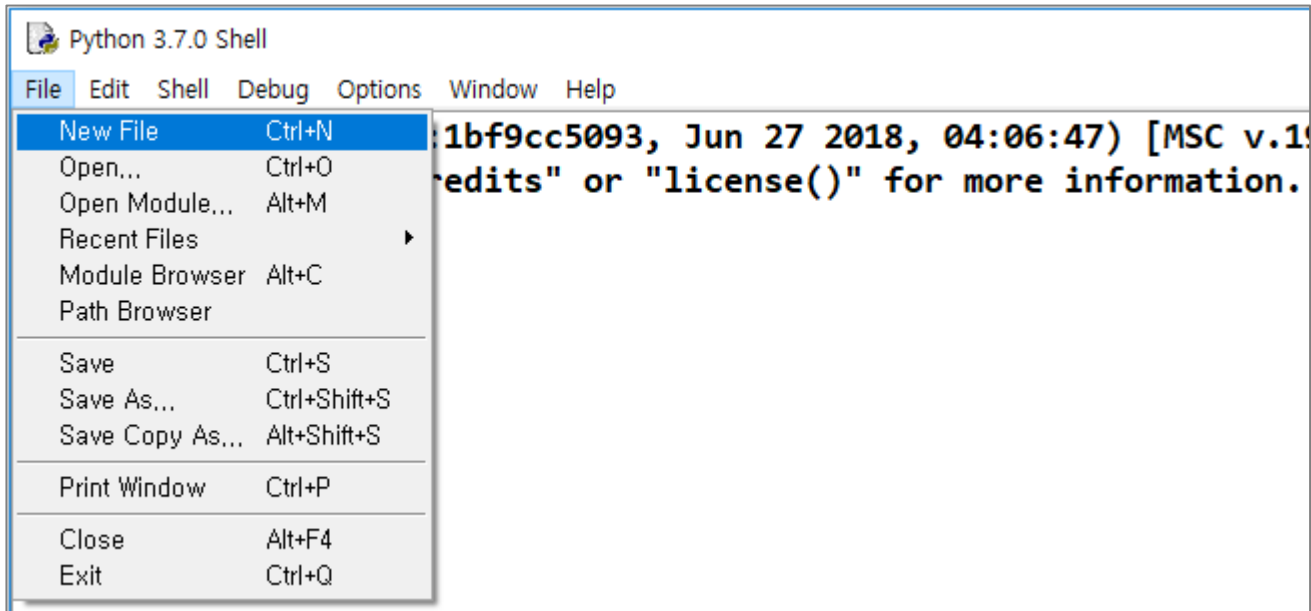 Python 3.7.0 Shell
File Edit Shell Debug Options Window Help
New File Ctrl+N
:1bf9cc5093, Jun 27 2018, 04:06:47) [MSC v.19
Open... Ctrl+O
redits" or "license()" for more information.
Open Module... Alt+M
Recent Files
Module Browser Alt+C
Path Browser
Save Ctrl+S
Save As... Ctrl+Shift+S
Save Copy As... Alt+Shift+S
Print Window Ctrl+P
Close Alt+F4
Exit Ctrl+Q